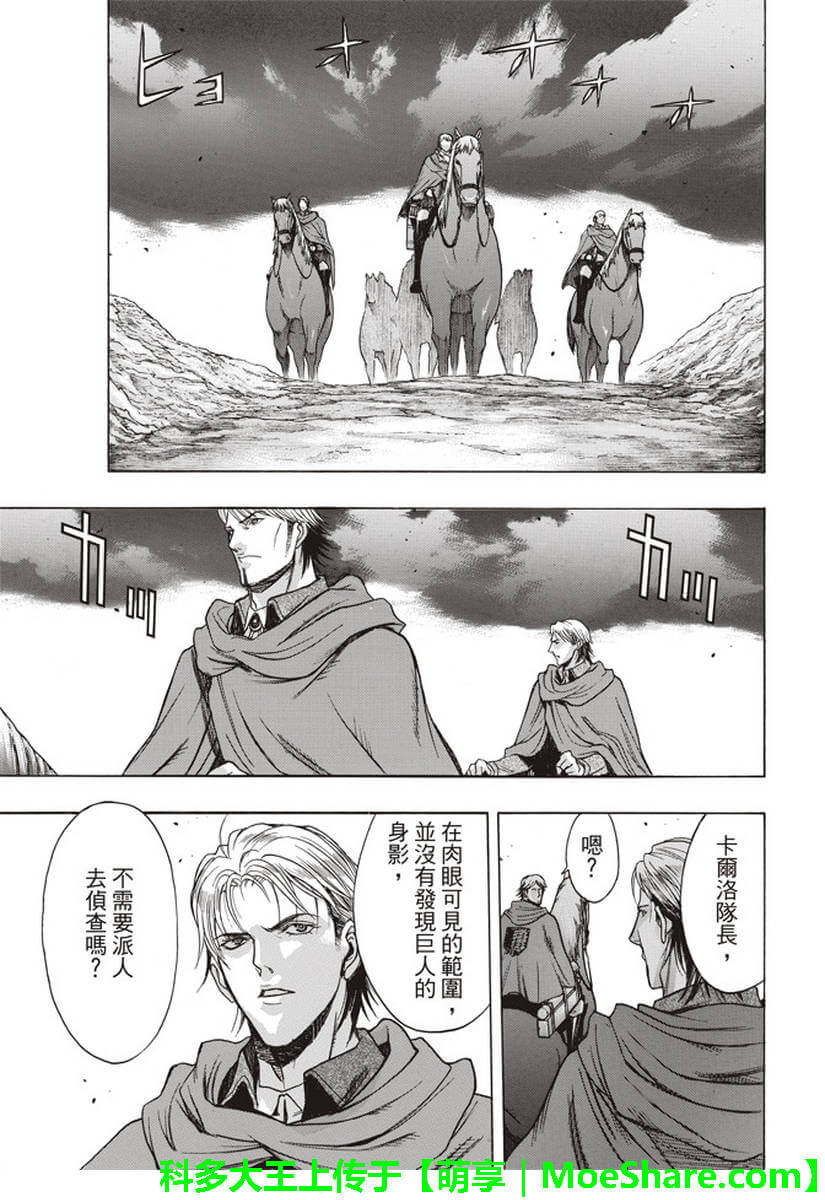 ヒョオオオオ
カッ
カッ
卡爾洛隊長，
嗯？
在肉眼可見的範圍，
並沒有發現巨人的
身影，
不需要派人
去偵查嗎？
科多大王上传于【萌享｜MoeShare.com】